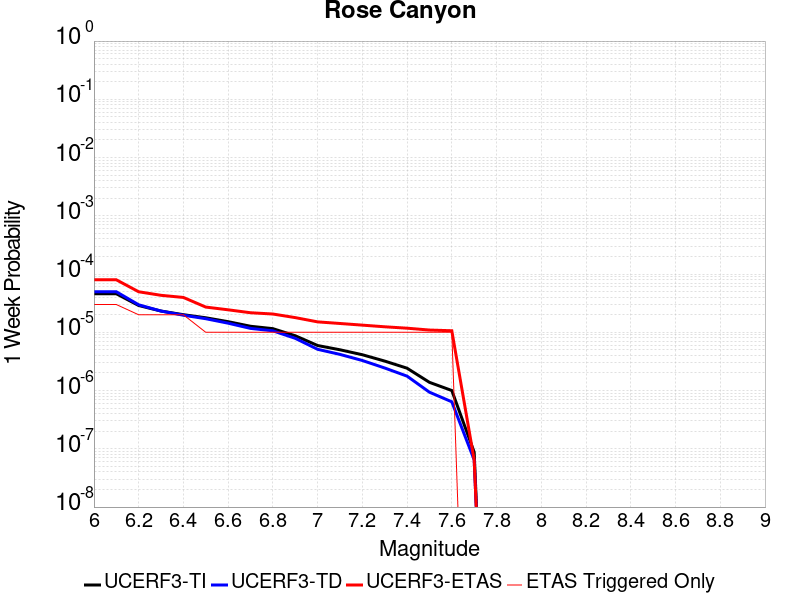 Rose Canyon
10^0
10^-1
10^-2
10^-3
10^-4
10^-5
10^-6
10^-7
10^-8
1 Week Probability
6 6.2 6.4 6.6 6.8 7 7.2 7.4 7.6 7.8 8 8.2 8.4 8.6 8.8 9
Magnitude
UCERF3-TI UCERF3-TD UCERF3-ETAS ETAS Triggered Only